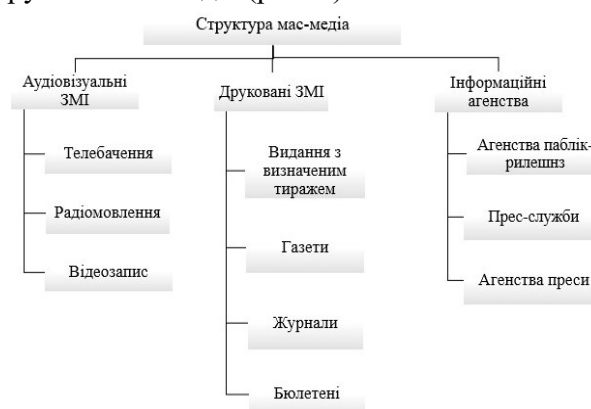 Структура мас-медіа
Аудіовізуальні
ЗМІ
Телебачення
Радіомовлення
Відеозапис
Друковані ЗМІ
Видання з
визначеним
тиражем
Газети
Журнали
Бюлетені
Інформаційні
агенства
Агенства паблік-
рилешнз
Прес-служби
Агенства преси